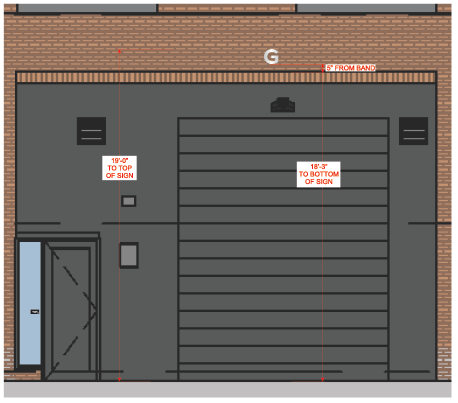 G
5" FROM BAND
19'-0"
TO TOP
OF SIGN
18'-3"
TO BOTTOM
OF SIGN